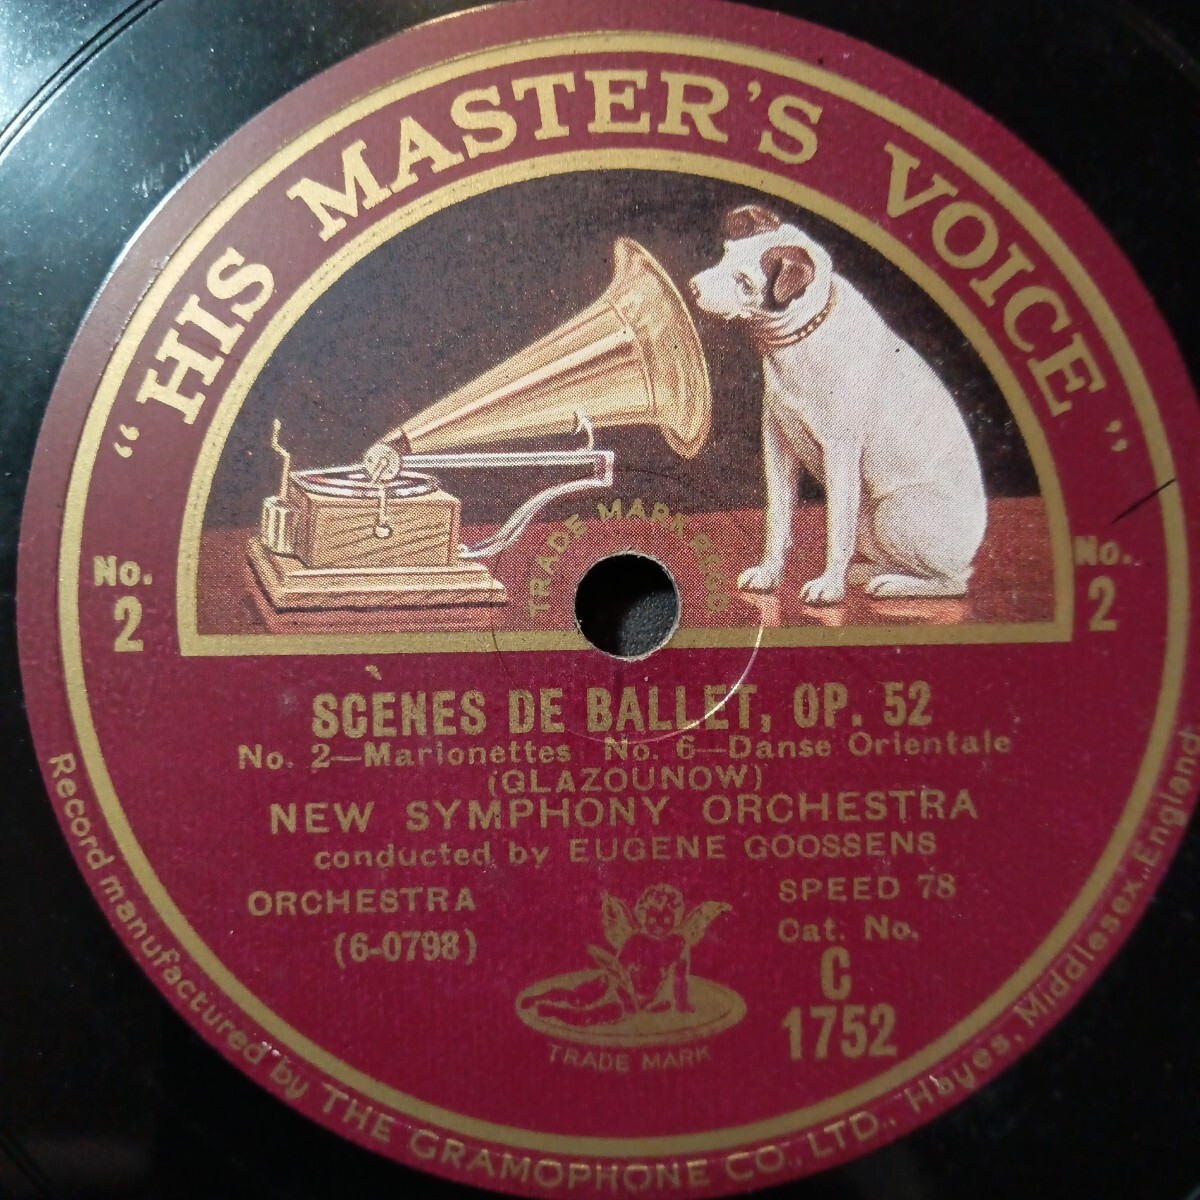 "HIS MASTER'S VOICE"
TRADE MARK REGD
No. 2
No. 2
SCÈNES DE BALLET, OP. 52
No. 2—Marionettes No. 6—Danse Orientale
(GLAZOUNOW)
NEW SYMPHONY ORCHESTRA
conducted by EUGENE GOOSSENS
ORCHESTRA
(6-0798)
SPEED 78
Cat. No.
C
1752
TRADE MARK
Record manufactured by THE GRAMOPHONE CO., LTD., Hayes, Middlesex, England.